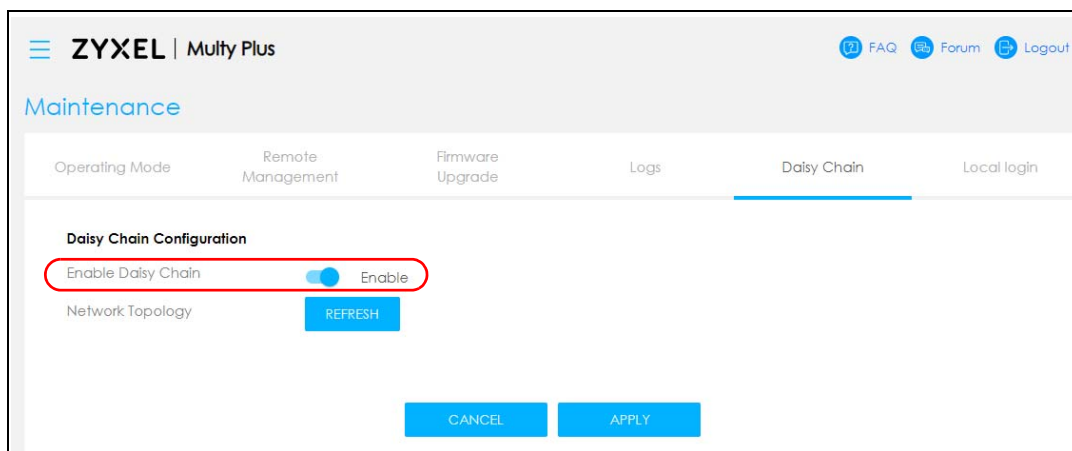 ZYXEL | Multy Plus
FAQ Forum Logout
Maintenance
Operating Mode
Remote
Management
Firmware
Upgrade
Logs
Daisy Chain
Local login
Daisy Chain Configuration
Enable Daisy Chain Enable
Network Topology REFRESH
CANCEL APPLY